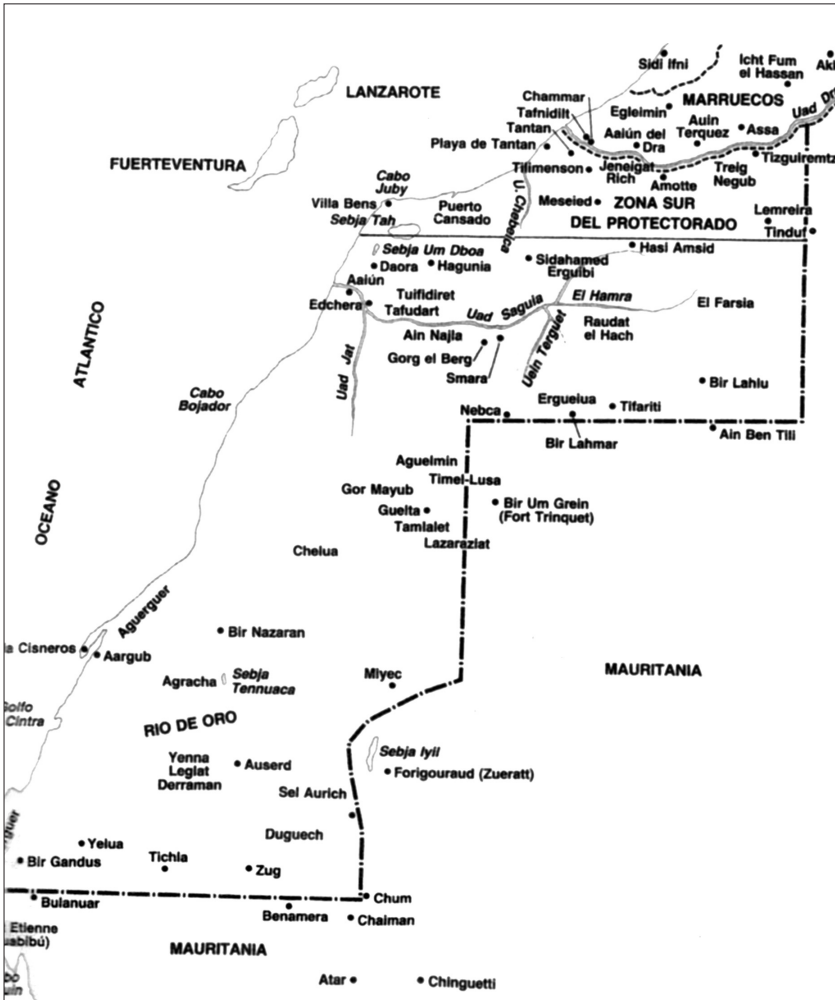 Sidi Ifni
Icht Fum
el Hassan
LANZAROTE
MARRUECOS
Chammar
Tafnidilt
Egleimin
Uad
Tantan
Aaiún del
Dra
Auin
Terquez
Assa
Playa de Tantan
FUERTEVENTURA
Tilimenson
Jeneigat
Rich
Treig
Negub
Amotte
Cabo
Juby
U. Chebeica
Villa Bens
Puerto
Cansado
Meseied
ZONA SUR
DEL PROTECTORADO
Lemreira
Tinduf
Sebja Tah
Sebja Um Dboa
Hasi Amsid
Daora
Hagunia
Sidahamed
Erguibi
Aaiún
Edchera
Tuifidiret
Tafudart
Uad Saguia
El Hamra
El Farsia
Ain Najla
Raudat
el Hach
Gorg el Berg
Smara
Uein Terguet
Uad Jat
ATLANTICO
Cabo
Bojador
Bir Lahlu
Nebca
Ergueiua
Tifariti
Bir Lahmar
Ain Ben Tili
Aguelmin
Timel-Lusa
Gor Mayub
Guelta
Bir Um Grein
(Fort Trinquet)
Tamlalet
Lazaraziat
OCEANO
Chelua
Aguerguer
Bir Nazaran
la Cisneros
Aargub
Agracha
Sebja
Tennuaca
Miyec
MAURITANIA
Cintra
RIO DE ORO
Yenna
Leglat
Derraman
Auserd
Sebja Iyil
Forigouraud (Zueratt)
Sel Aurich
Duguech
Yelua
Bir Gandus
Tichla
Zug
Chum
Bulanuar
Benamera
Chaiman
Etienne
MAURITANIA
Atar
Chinguetti